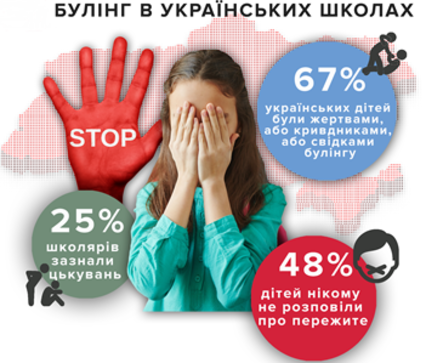 БУЛІНГ В УКРАЇНСЬКИХ ШКОЛАХ
STOP
67%
українських дітей
були жертвами,
або кривдниками,
або свідками
булінгу
25%
школярів
зазнали
цькувань
48%
дітей нікому
не розповіли
про пережите